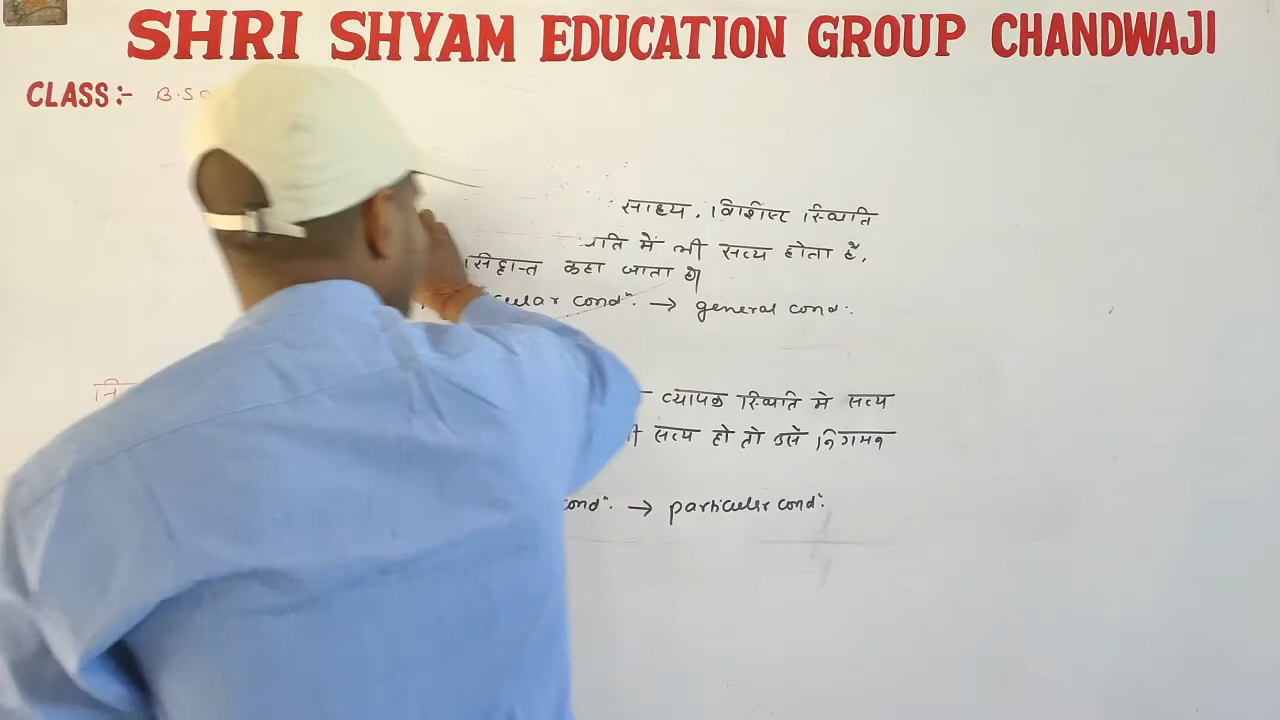 SHRI SHYAM EDUCATION GROUP CHANDWAJI
CLASS:- B.SC
साध्य, विशिष्ट स्थिति
में भी सत्य होता है,
सिद्धान्त कहा जाता है।
cond^n. → general cond.
व्यापक स्थिति मे सत्य
सत्य हो तो उसे निगमन
cond^n. → particular cond^n.